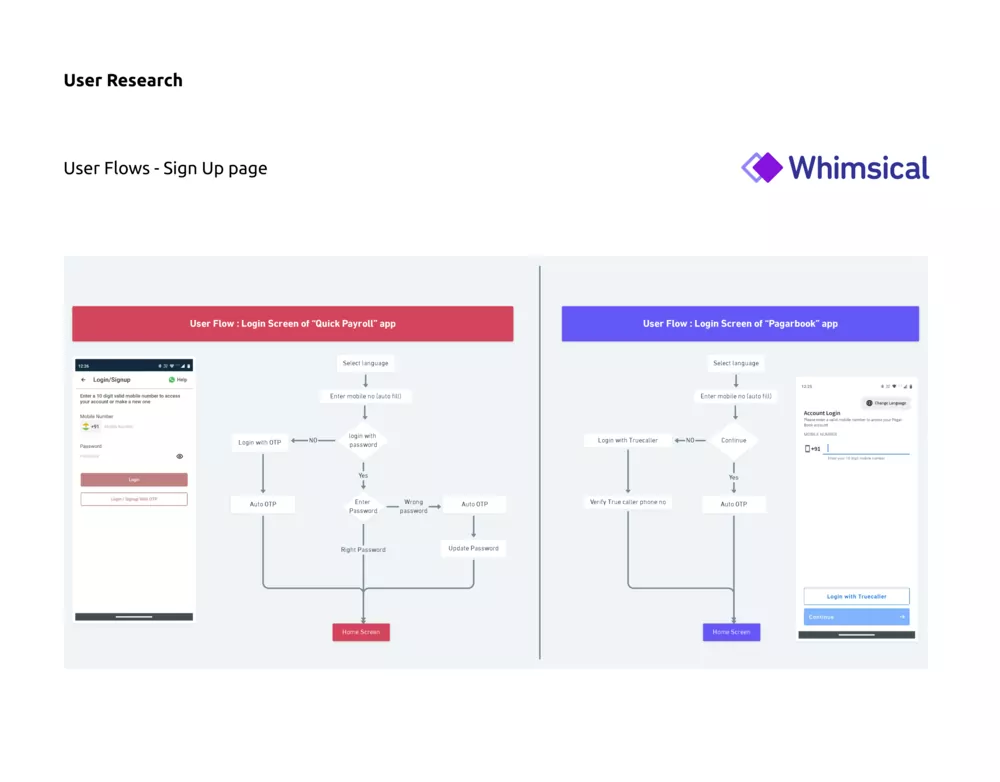 User Research
User Flows - Sign Up page
Whimsical
User Flow : Login Screen of "Quick Payroll" app
12:26
Login/Signup
Help
Enter a 10 digit valid mobile number to access
your account or make a new one
Mobile Number
+91
Mobile Number
Password
Password
Login
Login / Signup With OTP
Select language
Enter mobile no (auto fill)
Login with OTP
NO
login with
password
Yes
Auto OTP
Enter
Password
Wrong
password
Auto OTP
Right Password
Update Password
Home Screen
User Flow : Login Screen of "Pagarbook" app
Select language
Enter mobile no (auto fill)
Login with Truecaller
NO
Continue
Yes
Verify True caller phone no
Auto OTP
Home Screen
12:25
Change Language
Account Login
Please enter a valid mobile number to access your Pagar
Book account
MOBILE NUMBER
+91
Enter your 10 digit mobile number
Login with Truecaller
Continue